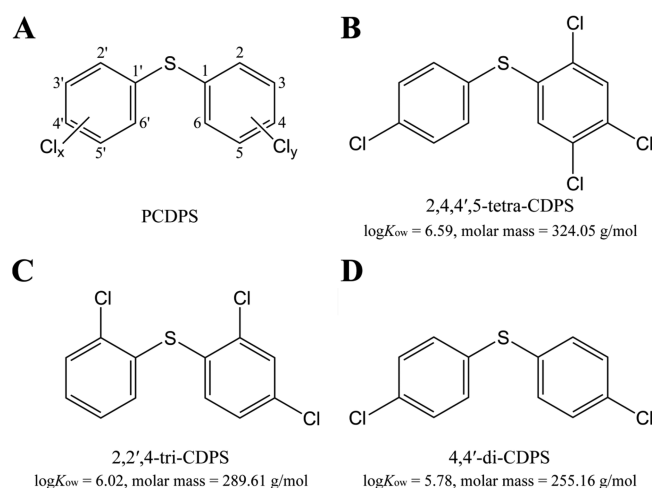 A
B
2'
S
2
3'
1'
1
3
4'
6'
6
4
Clx
5'
5
Cly
PCDPS
Cl
S
Cl
Cl
Cl
2,4,4′,5-tetra-CDPS
logKow = 6.59, molar mass = 324.05 g/mol
C
D
Cl
Cl
S
Cl
2,2′,4-tri-CDPS
logKow = 6.02, molar mass = 289.61 g/mol
S
Cl
Cl
4,4′-di-CDPS
logKow = 5.78, molar mass = 255.16 g/mol